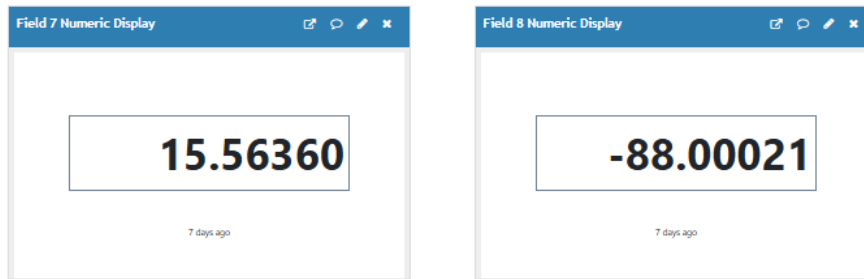 Field 7 Numeric Display
15.56360
7 days ago
Field 8 Numeric Display
-88.00021
7 days ago